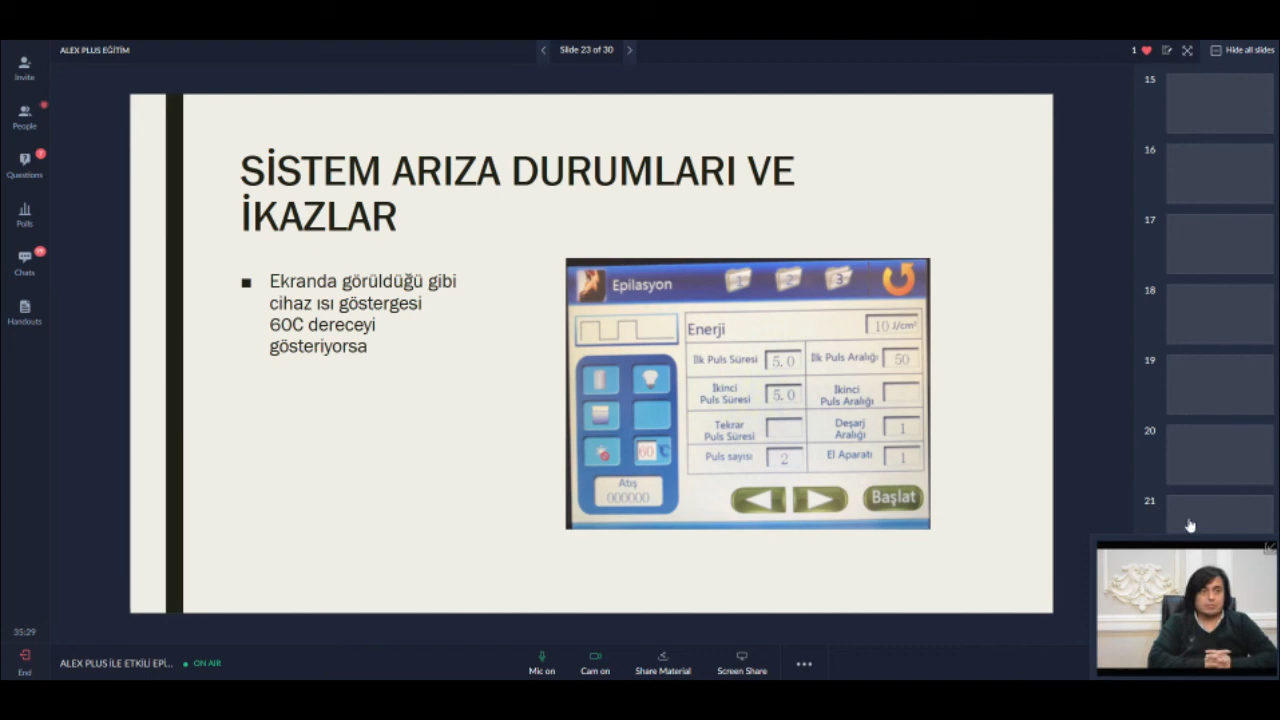 ALEX PLUS EĞİTİM
Slide 23 of 30
1
Hide all slides
Invite
People
Questions
7
Polls
Chats
Handouts
35:29
End
SİSTEM ARIZA DURUMLARI VE
İKAZLAR
Ekranda görüldüğü gibi
cihaz ısı göstergesi
60C dereceyi
gösteriyorsa
Epilasyon
1 2 3
Enerji 10 J/cm²
İlk Puls Süresi 5.0 İlk Puls Aralığı 50
İkinci Puls Süresi 5.0 İkinci Puls Aralığı
Tekrar Puls Süresi Deşarj Aralığı 1
Puls sayısı 2 El Aparatı 1
60 °C
Atış
000000
Başlat
15
16
17
18
19
20
21
ALEX PLUS İLE ETKİLİ EPİ... ON AIR
Mic on
Cam on
Share Material
Screen Share